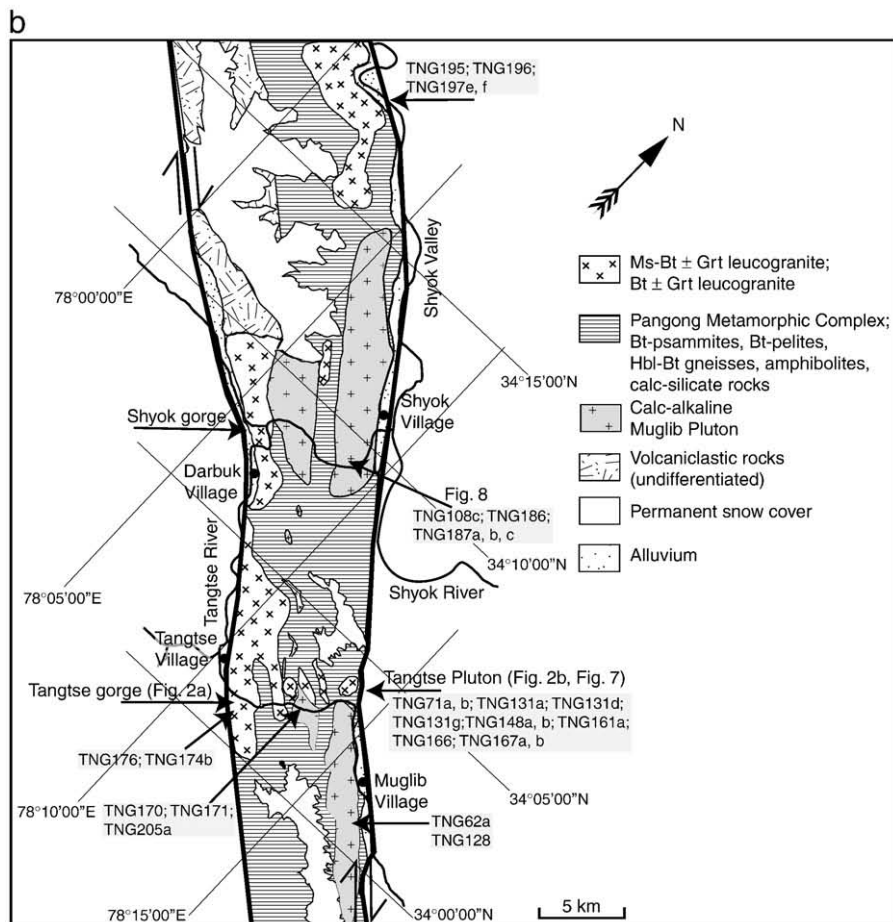 b
TNG195; TNG196;
TNG197e, f
N
78°00'00"E
Shyok Valley
Ms-Bt ± Grt leucogranite;
Bt ± Grt leucogranite
Pangong Metamorphic Complex;
Bt-psammites, Bt-pelites,
Hbl-Bt gneisses, amphibolites,
calc-silicate rocks
Calc-alkaline
Muglib Pluton
Volcaniclastic rocks
(undifferentiated)
Permanent snow cover
Alluvium
34°15'00"N
Shyok gorge
Shyok
Village
Darbuk
Village
Fig. 8
TNG108c; TNG186;
TNG187a, b, c
34°10'00"N
78°05'00"E
Tangtse River
Shyok River
Tangtse
Village
Tangtse gorge (Fig. 2a)
Tangtse Pluton (Fig. 2b, Fig. 7)
TNG71a, b; TNG131a; TNG131d;
TNG131g;TNG148a, b; TNG161a;
TNG166; TNG167a, b
TNG176; TNG174b
78°10'00"E
TNG170; TNG171;
TNG205a
Muglib
Village
34°05'00"N
TNG62a
TNG128
78°15'00"E
34°00'00"N
5 km